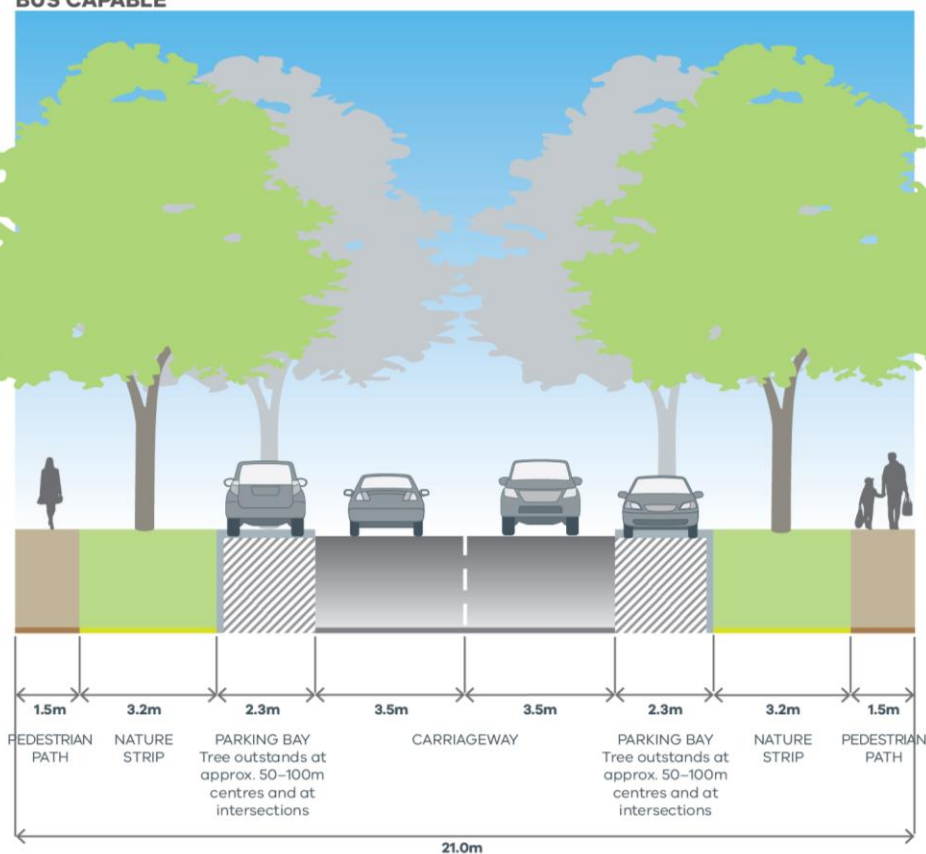 BUS CAPABLE
1.5m 3.2m 2.3m 3.5m 3.5m 2.3m 3.2m 1.5m
PEDESTRIAN
PATH
NATURE
STRIP
PARKING BAY
Tree outstands at
approx. 50–100m
centres and at
intersections
CARRIAGEWAY
PARKING BAY
Tree outstands at
approx. 50–100m
centres and at
intersections
NATURE
STRIP
PEDESTRIAN
PATH
21.0m